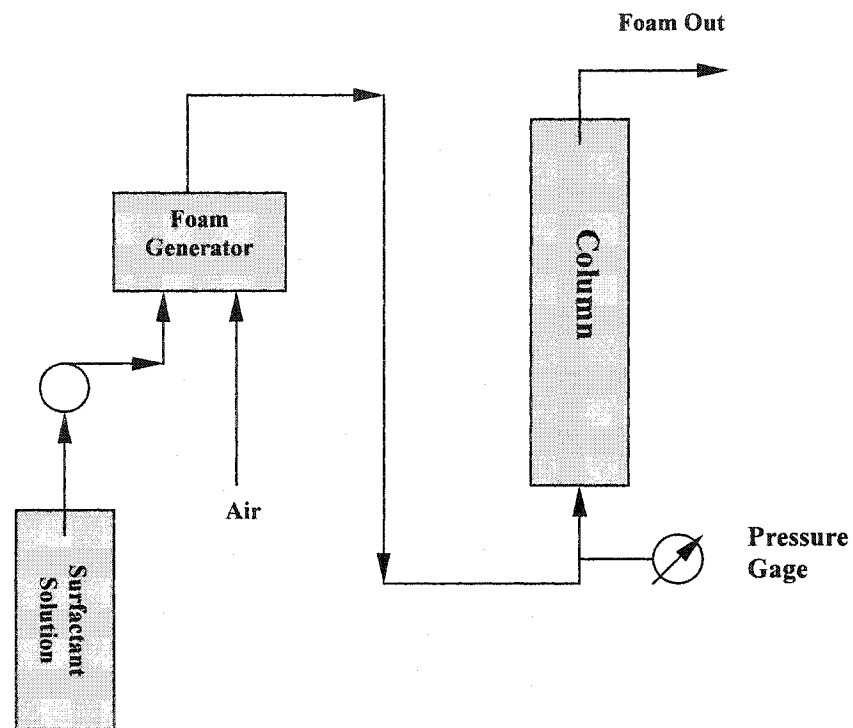 Foam Out
Foam
Generator
Column
Air
Pressure
Gage
Surfactant
Solution